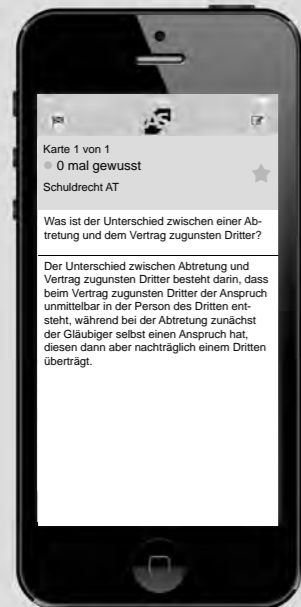 AS
Karte 1 von 1
0 mal gewusst
Schuldrecht AT
Was ist der Unterschied zwischen einer Ab-
tretung und dem Vertrag zugunsten Dritter?
Der Unterschied zwischen Abtretung und
Vertrag zugunsten Dritter besteht darin, dass
beim Vertrag zugunsten Dritter der Anspruch
unmittelbar in der Person des Dritten ent-
steht, während bei der Abtretung zunächst
der Gläubiger selbst einen Anspruch hat,
diesen dann aber nachträglich einem Dritten
überträgt.